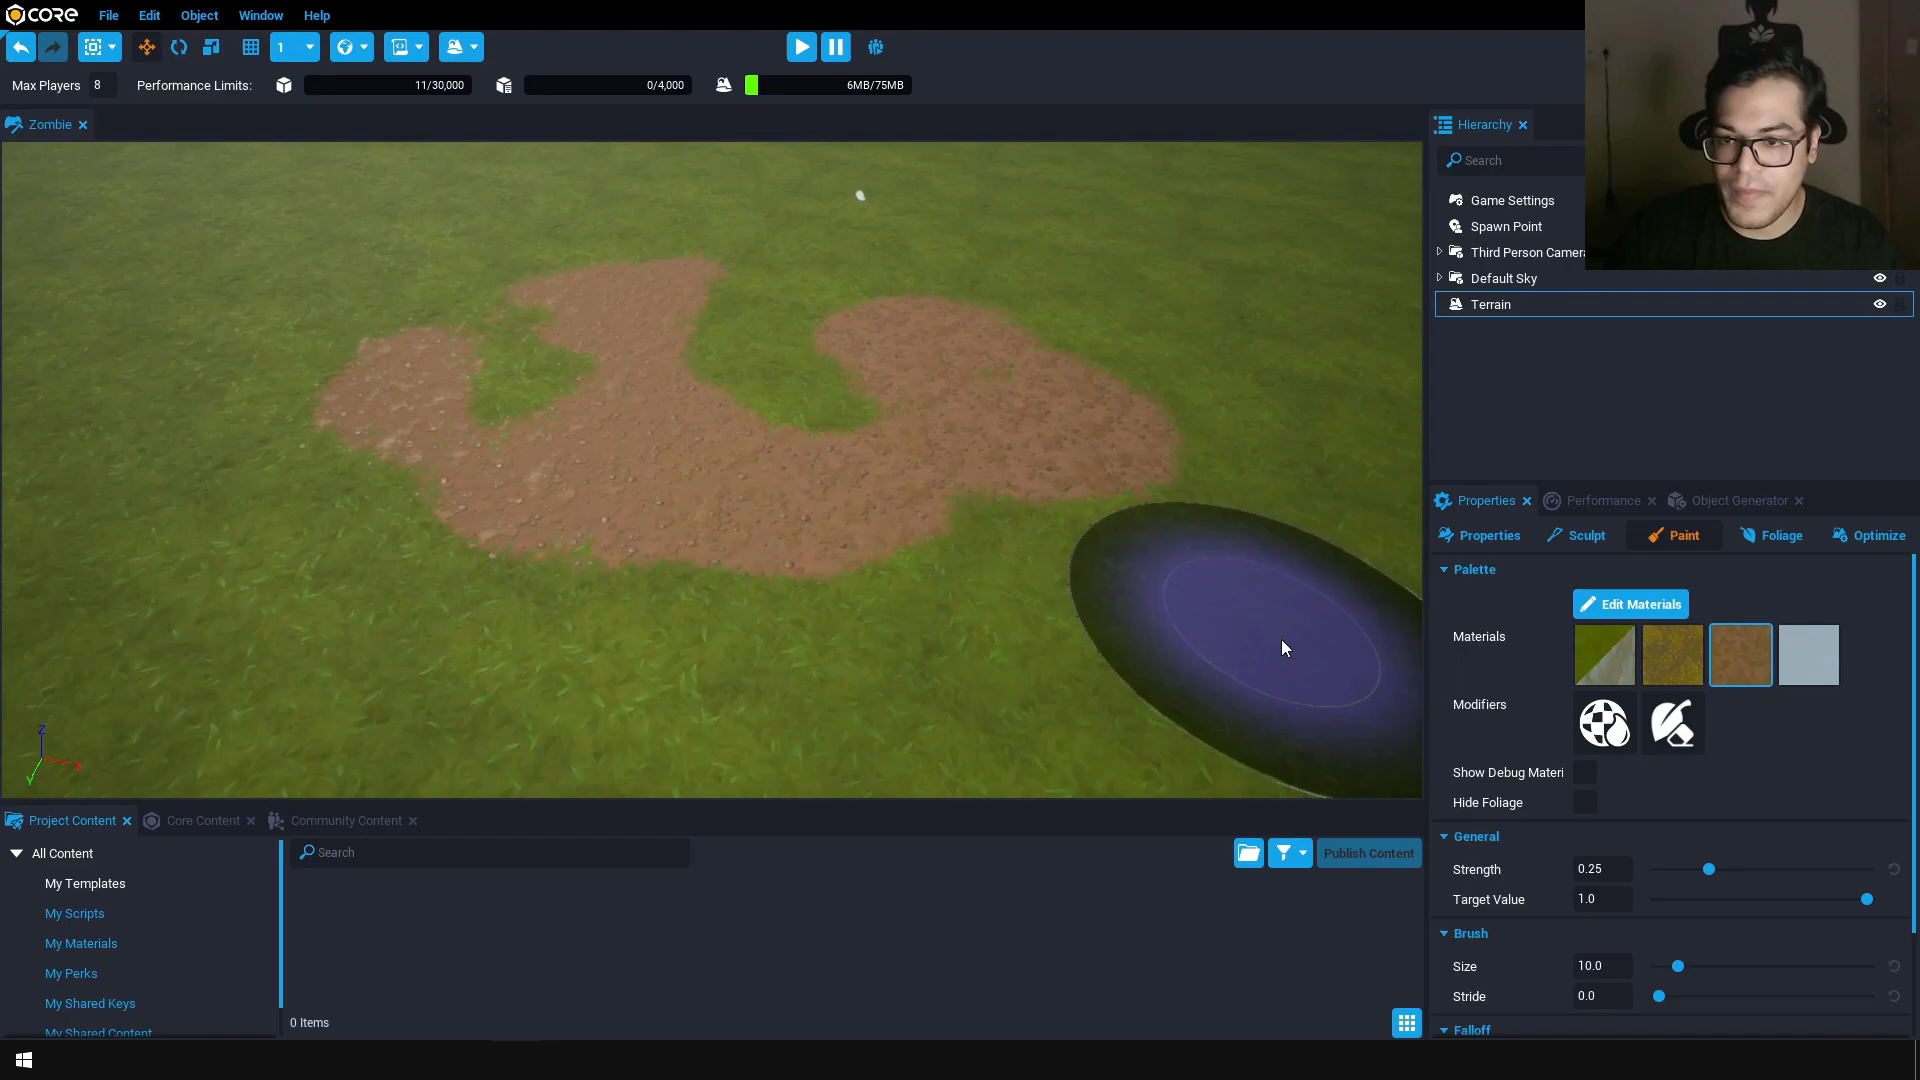 CORE File Edit Object Window Help
1
Max Players 8 Performance Limits: 11/30,000 0/4,000 6MB/75MB
Zombie
Hierarchy
Search
Game Settings
Spawn Point
Third Person Camer
Default Sky
Terrain
Z
X
Y
Properties Performance Object Generator
Properties Sculpt Paint Foliage Optimize
Palette
Edit Materials
Materials
Modifiers
Show Debug Materi
Hide Foliage
General
Strength 0.25
Target Value 1.0
Brush
Size 10.0
Stride 0.0
Falloff
Project Content Core Content Community Content
All Content
My Templates
My Scripts
My Materials
My Perks
My Shared Keys
My Shared Content
Search
Publish Content
0 Items